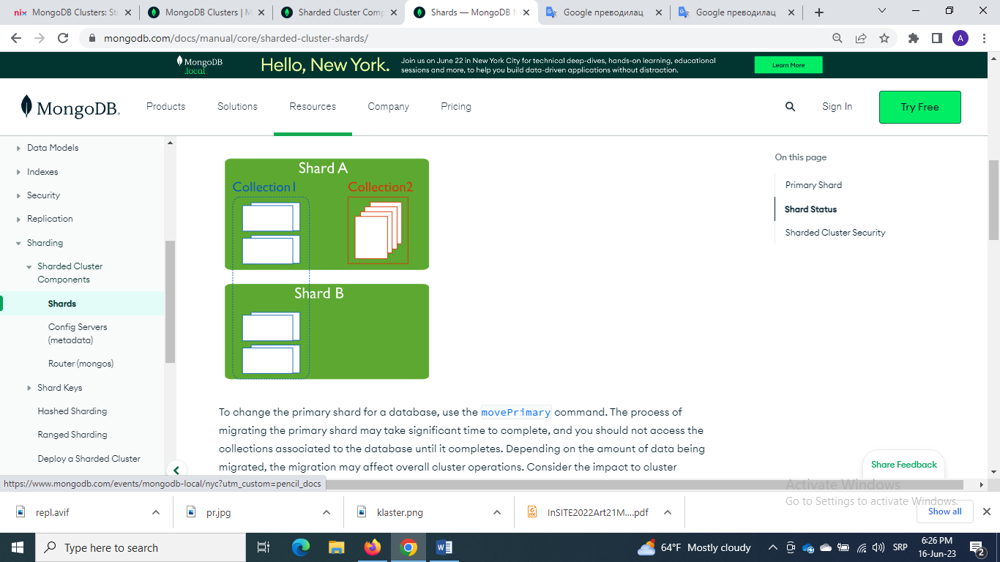 nix MongoDB Clusters: St
MongoDB Clusters | M
Sharded Cluster Comp
Shards — MongoDB M
Google преводилац
Google преводилац
mongodb.com/docs/manual/core/sharded-cluster-shards/
A
MongoDB
.local
Hello, New York.
Join us on June 22 in New York City for technical deep-dives, hands-on learning, educational
sessions and more, to help you build data-driven applications without distraction.
Learn More
MongoDB.
Products
Solutions
Resources
Company
Pricing
Sign In
Try Free
Data Models
Indexes
Security
Replication
Sharding
Sharded Cluster
Components
Shards
Config Servers
(metadata)
Router (mongos)
Shard Keys
Hashed Sharding
Ranged Sharding
Deploy a Sharded Cluster
Shard A
Collection1
Collection2
Shard B
To change the primary shard for a database, use the movePrimary command. The process of
migrating the primary shard may take significant time to complete, and you should not access the
collections associated to the database until it completes. Depending on the amount of data being
migrated, the migration may affect overall cluster operations. Consider the impact to cluster
On this page
Primary Shard
Shard Status
Sharded Cluster Security
Share Feedback
https://www.mongodb.com/events/mongodb-local/nyc?utm_custom=pencil_docs
Activate Windows
Go to Settings to activate Windows.
repl.avif
pr.jpg
klaster.png
InSITE2022Art21M....pdf
Show all
Type here to search
64°F Mostly cloudy
SRP
6:26 PM
16-Jun-23
2